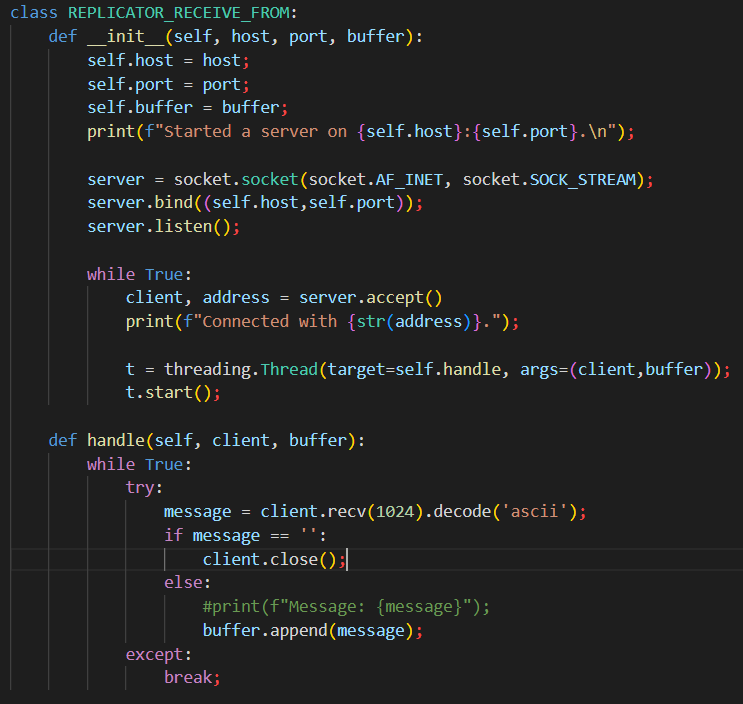 class REPLICATOR_RECEIVE_FROM:
    def __init__(self, host, port, buffer):
        self.host = host;
        self.port = port;
        self.buffer = buffer;
        print(f"Started a server on {self.host}:{self.port}.\n");

        server = socket.socket(socket.AF_INET, socket.SOCK_STREAM);
        server.bind((self.host,self.port));
        server.listen();

        while True:
            client, address = server.accept()
            print(f"Connected with {str(address)}.");

            t = threading.Thread(target=self.handle, args=(client,buffer));
            t.start();

    def handle(self, client, buffer):
        while True:
            try:
                message = client.recv(1024).decode('ascii');
                if message == '':
                    client.close();
                else:
                    #print(f"Message: {message}");
                    buffer.append(message);
            except:
                break;